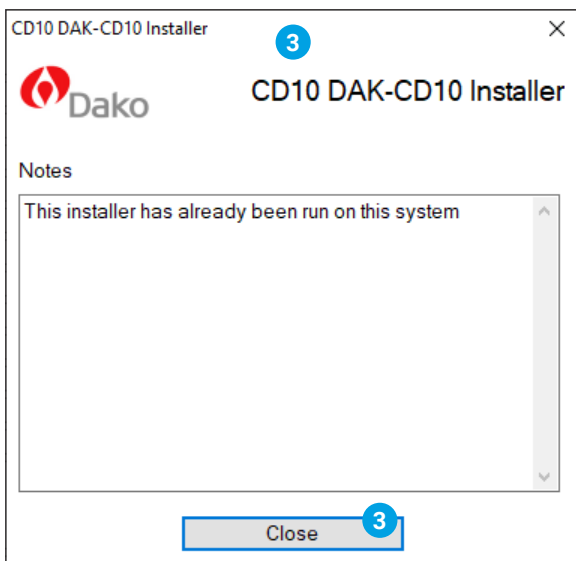 CD10 DAK-CD10 Installer
3
Dako
CD10 DAK-CD10 Installer
Notes
This installer has already been run on this system
3
Close